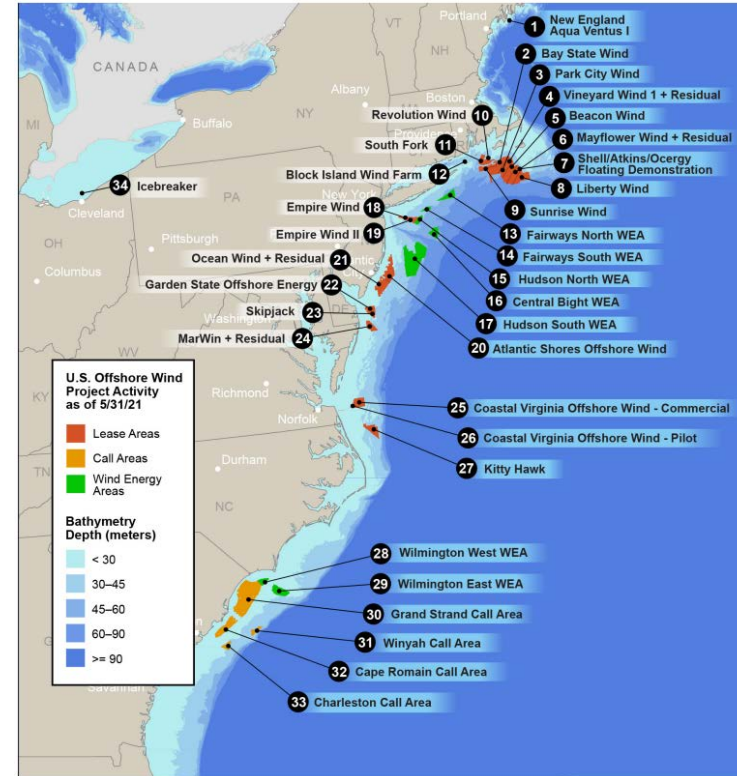 Portland
1 New England
Aqua Ventus I
VT
NH
CANADA
2 Bay State Wind
3 Park City Wind
4 Vineyard Wind 1 + Residual
Boston
Albany
NY
MI
10
Revolution Wind
5 Beacon Wind
Buffalo
Providence
6 Mayflower Wind + Residual
South Fork 11
7 Shell/Atkins/Ocergy
Floating Demonstration
Block Island Wind Farm 12
8 Liberty Wind
34 Icebreaker
Cleveland
PA
New York
9 Sunrise Wind
Empire Wind 18
13 Fairways North WEA
Empire Wind II 19
OH
Pittsburgh
14 Fairways South WEA
Ocean Wind + Residual 21
15 Hudson North WEA
City
Columbus
Garden State Offshore Energy 22
16 Central Bight WEA
Skipjack 23
DE
17 Hudson South WEA
Washington
MarWin + Residual 24
20 Atlantic Shores Offshore Wind
WV
U.S. Offshore Wind
Project Activity
as of 5/31/21
Lease Areas
Call Areas
Wind Energy
Areas
Bathymetry
Depth (meters)
< 30
30–45
45–60
60–90
>= 90
KY
VA
Richmond
25 Coastal Virginia Offshore Wind - Commercial
Norfolk
26 Coastal Virginia Offshore Wind - Pilot
27 Kitty Hawk
TN
Durham
NC
28 Wilmington West WEA
29 Wilmington East WEA
30 Grand Strand Call Area
31 Winyah Call Area
32 Cape Romain Call Area
Savannah
33 Charleston Call Area